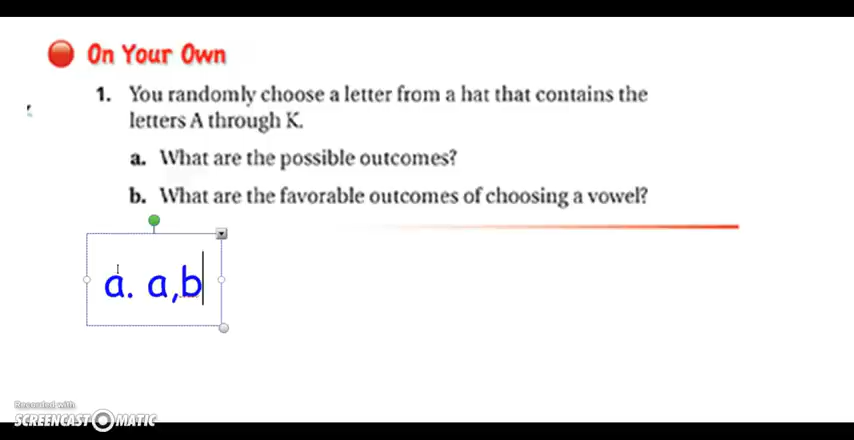 On Your Own
1. You randomly choose a letter from a hat that contains the
letters A through K.
a. What are the possible outcomes?
b. What are the favorable outcomes of choosing a vowel?
a. a,b
Recorded with
SCREENCAST MATIC